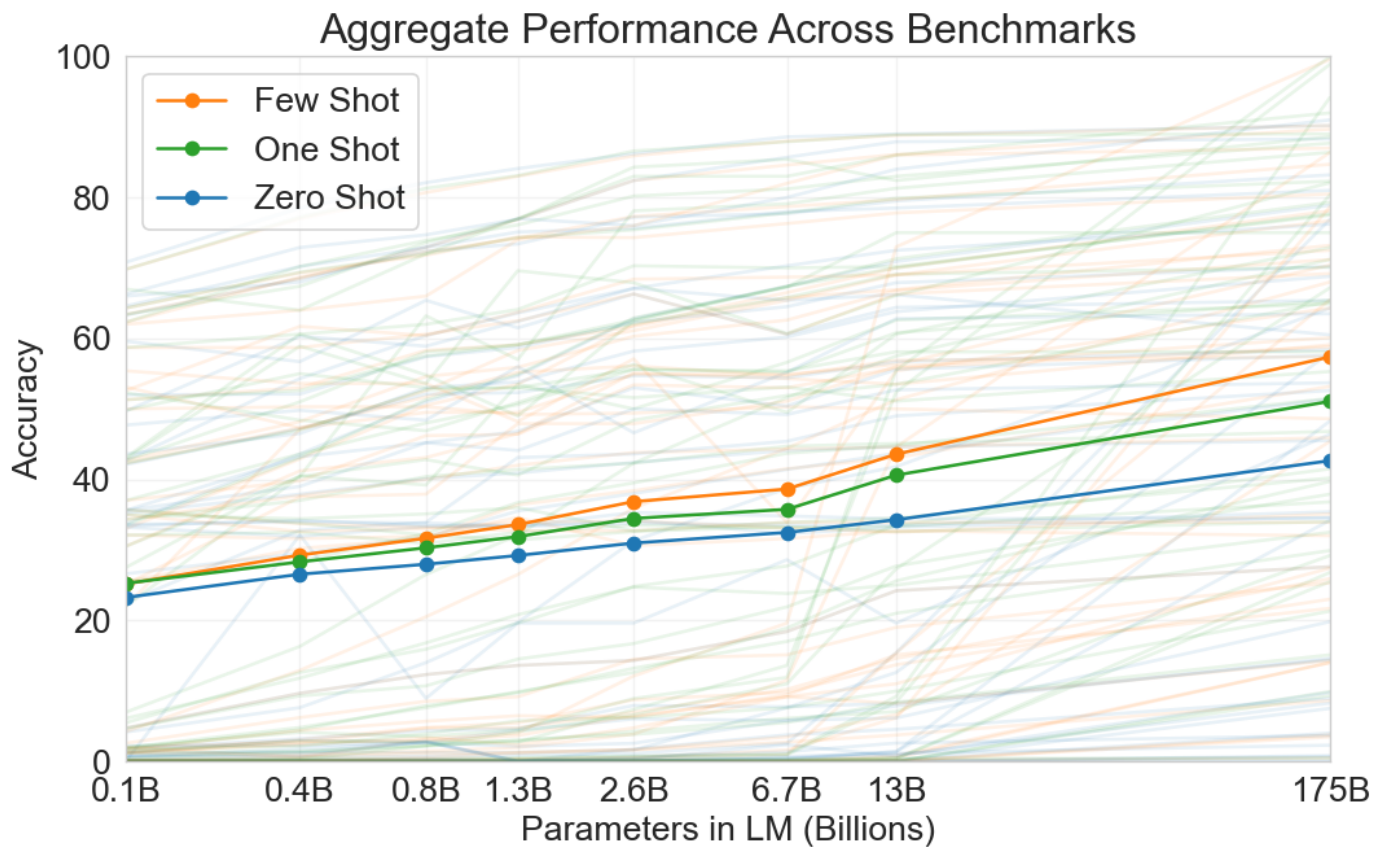 Aggregate Performance Across Benchmarks
100
80
60
40
20
0
Accuracy
Few Shot
One Shot
Zero Shot
0.1B 0.4B 0.8B 1.3B 2.6B 6.7B 13B 175B
Parameters in LM (Billions)